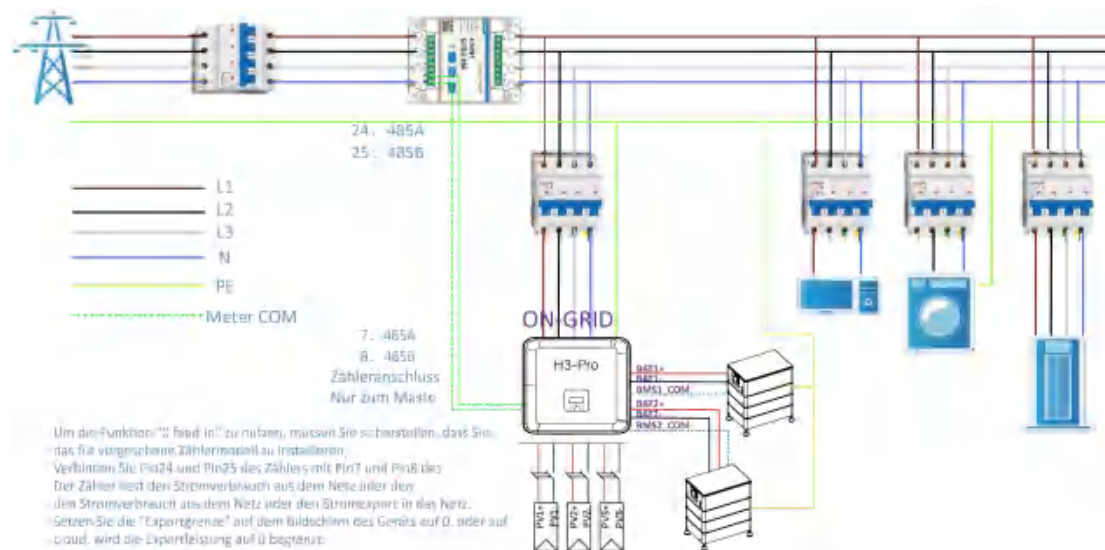 24. 485A
25: 485B
L1
L2
L3
N
PE
Meter COM
ON-GRID
7. 485A
8. 485B
H3-Pro
Zähleranschluss
Nur zum Maste
BAT1+
BAT1-
BMS1_COM
BAT2+
BAT2-
BMS2_COM
Um die Funktion "0 feed in" zu nutzen, müssen Sie sicherstellen, dass Sie
das für vorgesehene Zählermodell zu installieren
Verbinden Sie Pin24 und Pin25 des Zählers mit Pin7 und Pin8 des
Der Zähler liest den Stromverbrauch aus dem Netz oder den
den Stromverbrauch aus dem Netz oder den Stromexport in das Netz.
Setzen Sie die "Exportgrenze" auf dem Bildschirm des Geräts auf 0. oder auf
cloud, wird die Exportleistung auf 0 begrenzt.
PV1+
PV1-
PV2+
PV2-